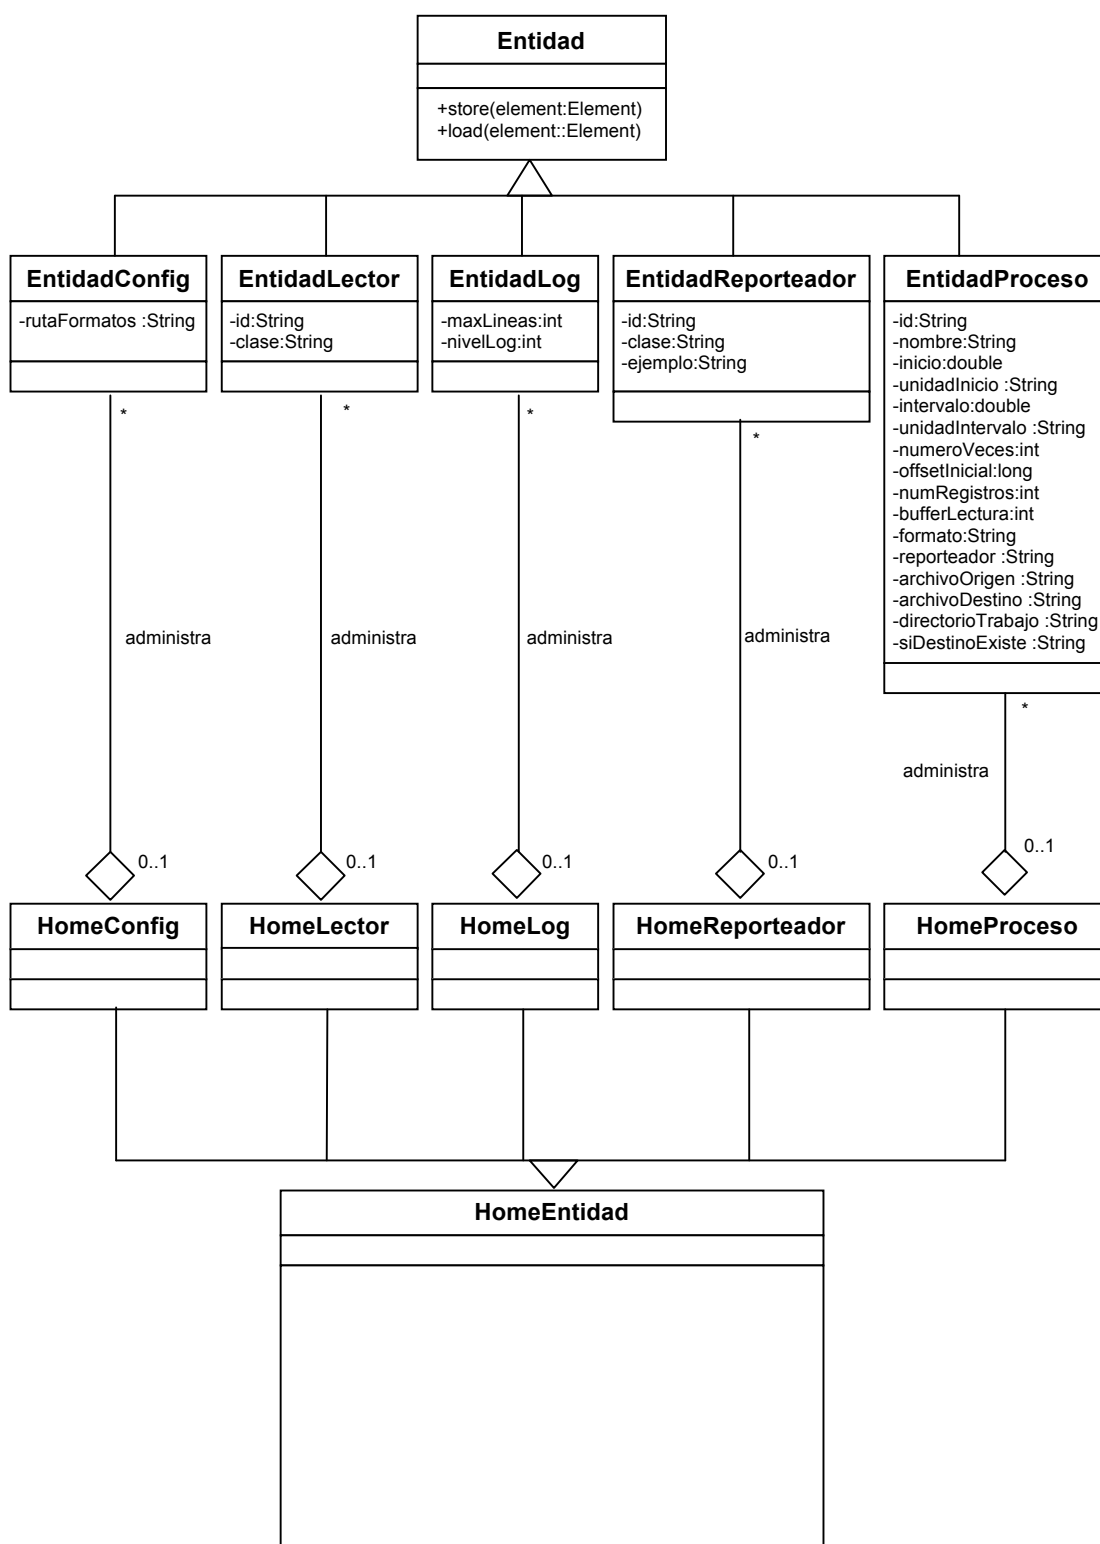 Entidad
+store(element:Element)
+load(element::Element)
EntidadConfig
-rutaFormatos :String
EntidadLector
-id:String
-clase:String
EntidadLog
-maxLineas:int
-nivelLog:int
EntidadReporteador
-id:String
-clase:String
-ejemplo:String
EntidadProceso
-id:String
-nombre:String
-inicio:double
-unidadInicio :String
-intervalo:double
-unidadIntervalo :String
-numeroVeces:int
-offsetInicial:long
-numRegistros:int
-bufferLectura:int
-formato:String
-reporteador :String
-archivoOrigen :String
-archivoDestino :String
-directorioTrabajo :String
-siDestinoExiste :String
*
*
*
*
*
administra
administra
administra
administra
administra
0..1
0..1
0..1
0..1
0..1
HomeConfig
HomeLector
HomeLog
HomeReporteador
HomeProceso
HomeEntidad